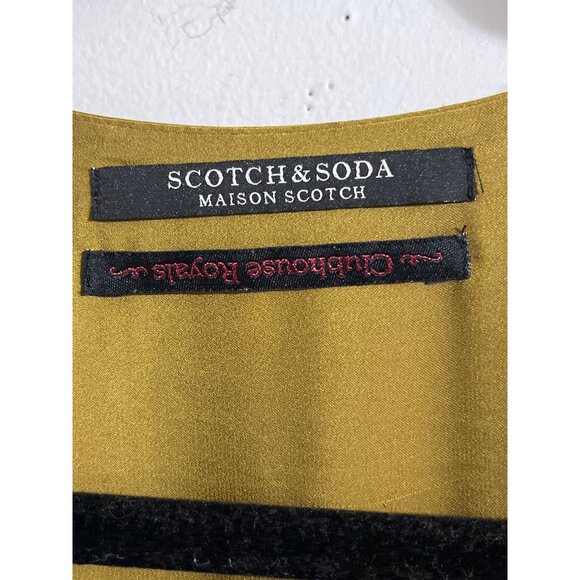 SCOTCH & SODA
MAISON SCOTCH
Clubhouse Royals